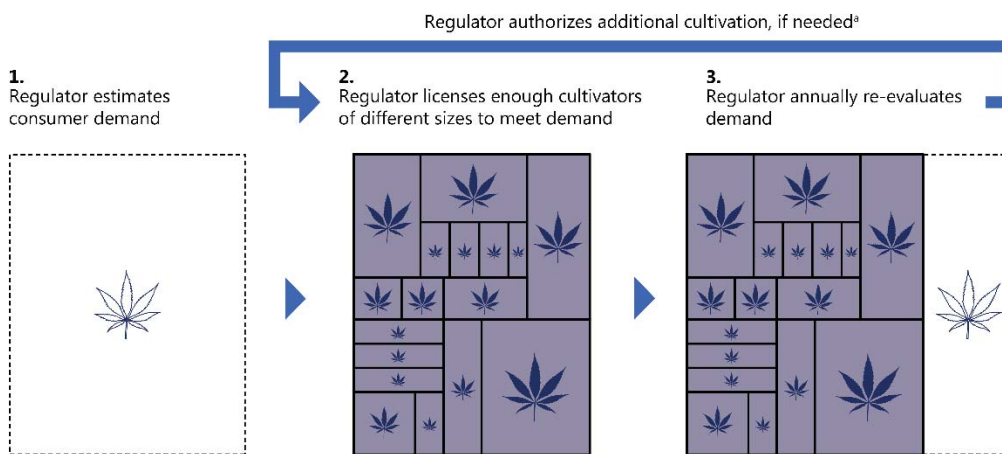 Regulator authorizes additional cultivation, if neededᵃ
1.
Regulator estimates
consumer demand
2.
Regulator licenses enough cultivators
of different sizes to meet demand
3.
Regulator annually re-evaluates
demand